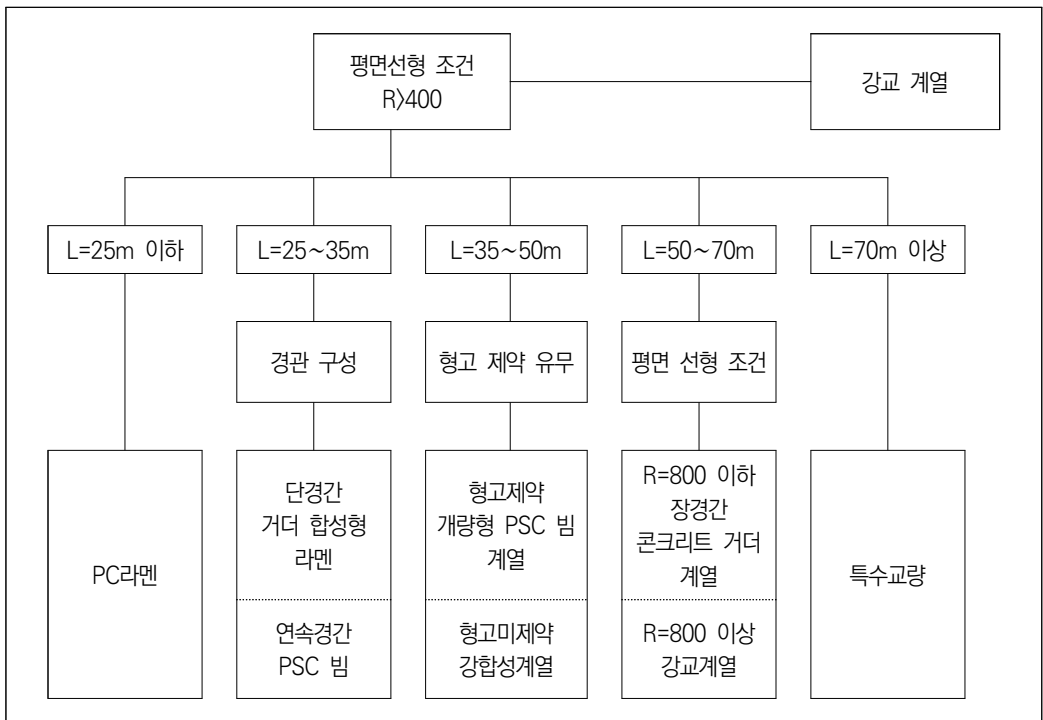 평면선형 조건
R〉400
강교 계열
L=25m 이하
L=25~35m
L=35~50m
L=50~70m
L=70m 이상
경관 구성
형고 제약 유무
평면 선형 조건
PC라멘
단경간
거더 합성형
라멘
연속경간
PSC 빔
형고제약
개량형 PSC 빔
계열
형고미제약
강합성계열
R=800 이하
장경간
콘크리트 거더
계열
R=800 이상
강교계열
특수교량